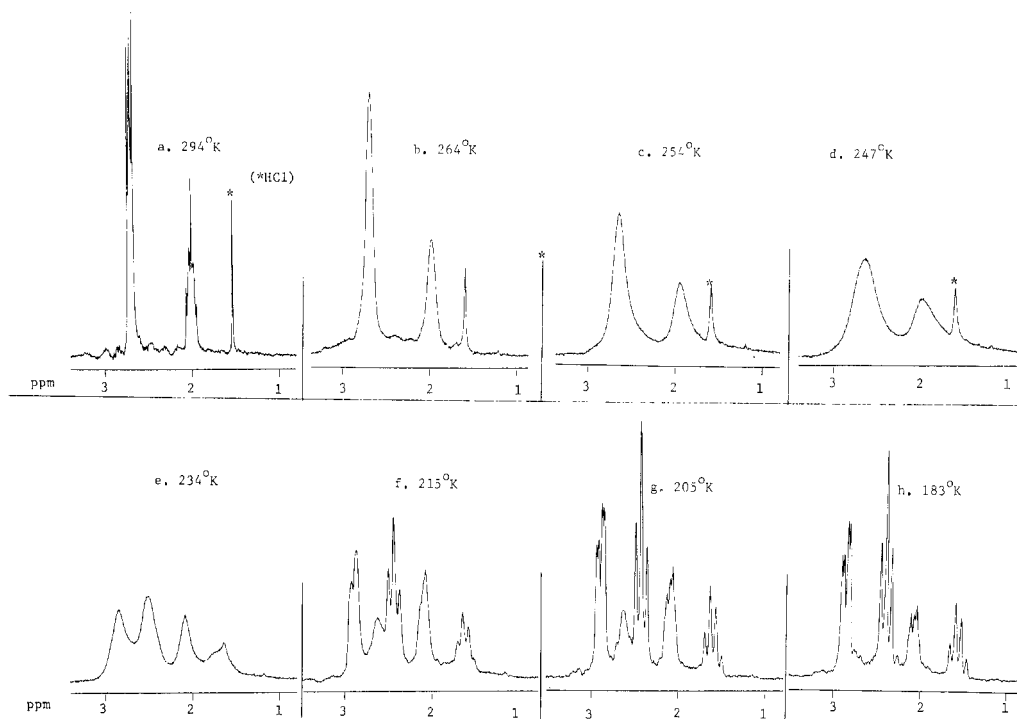 a. 294°K
(*HCl)
*
b. 264°K
*
c. 254°K
*
d. 247°K
*
ppm 3 2 1 3 2 1 3 2 1 3 2 1
e. 234°K
f. 215°K
g. 205°K
h. 183°K
ppm 3 2 1 3 2 1 3 2 1 3 2 1